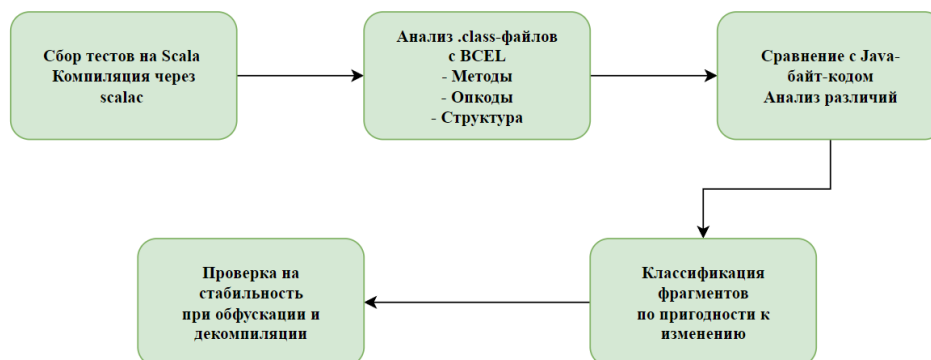 Сбор тестов на Scala
Компиляция через
scalac
Анализ .class-файлов
с BCEL
- Методы
- Опкоды
- Структура
Сравнение с Java-
байт-кодом
Анализ различий
Классификация
фрагментов
по пригодности к
изменению
Проверка на
стабильность
при обфускации и
декомпиляции